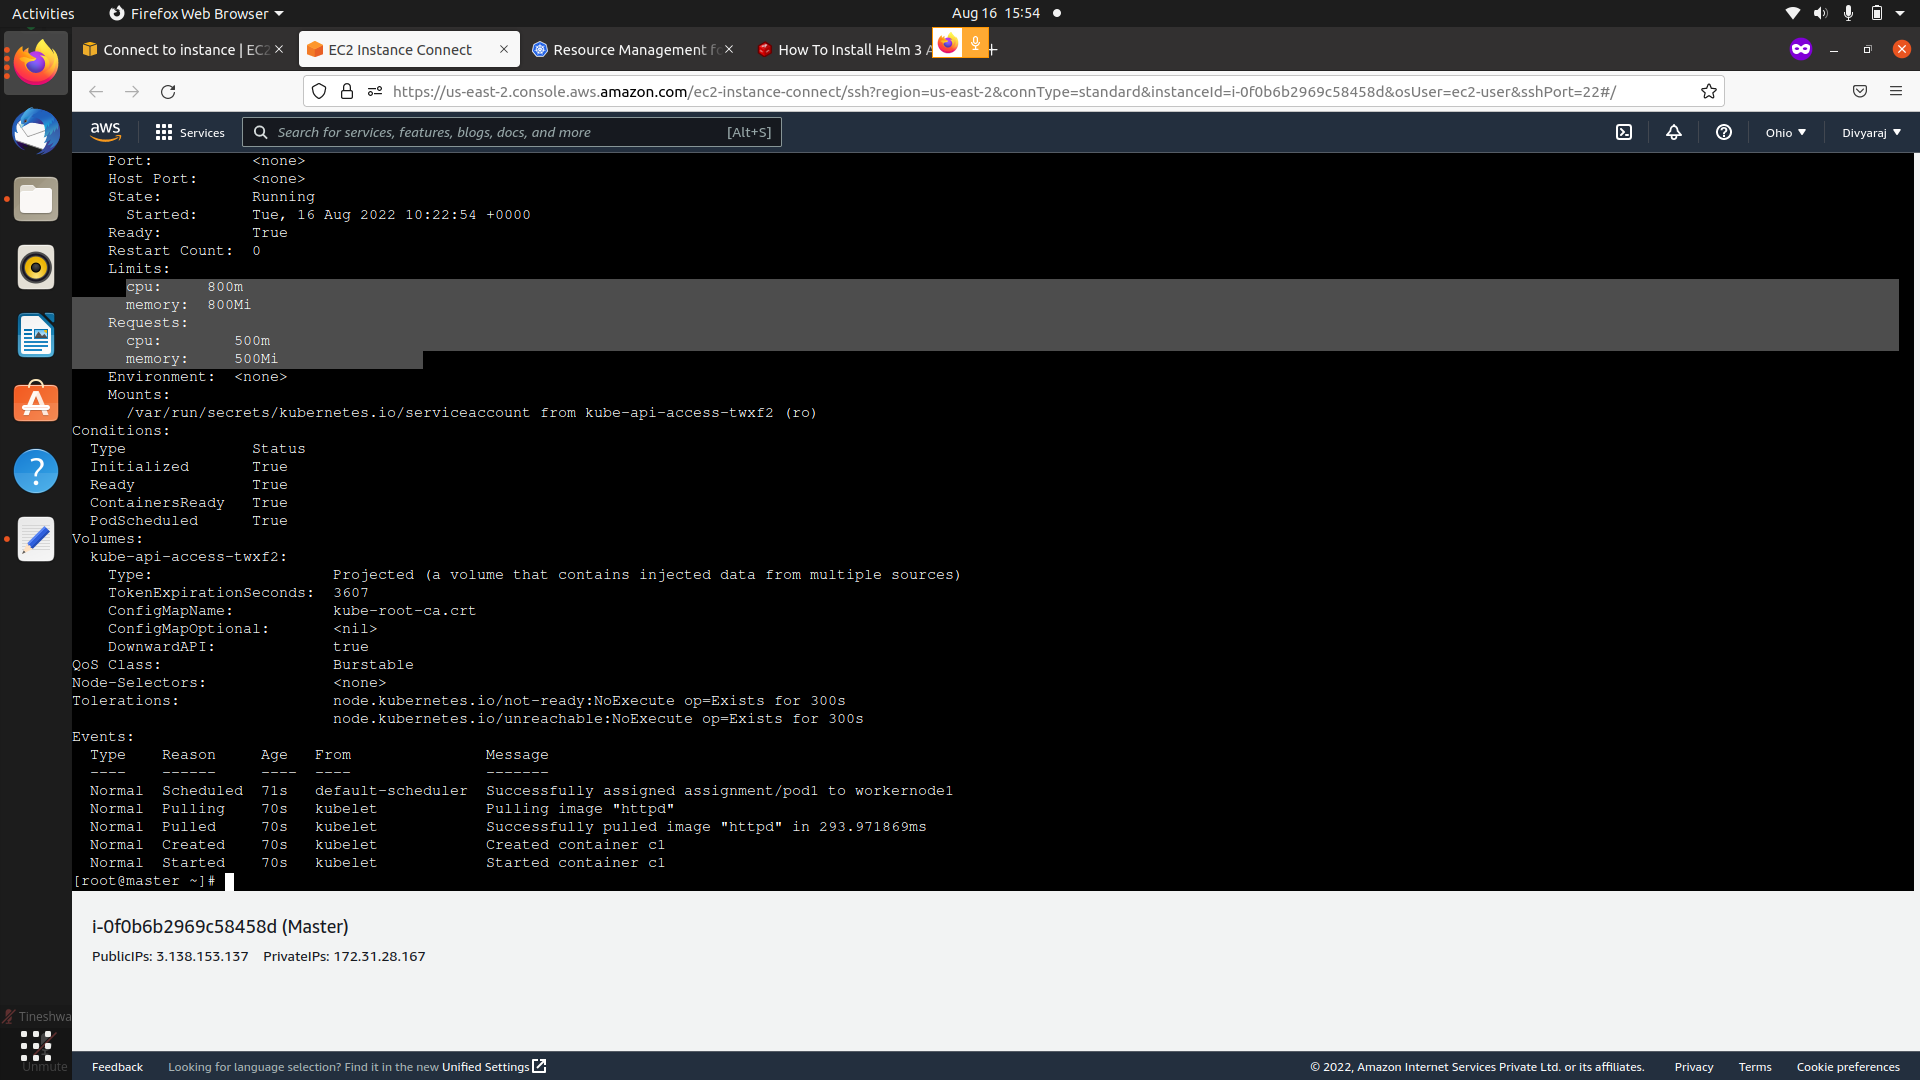 Activities Firefox Web Browser Aug 16 15:54
Connect to instance | EC2 EC2 Instance Connect Resource Management fo How To Install Helm 3 A
https://us-east-2.console.aws.amazon.com/ec2-instance-connect/ssh?region=us-east-2&connType=standard&instanceId=i-0f0b6b2969c58458d&osUser=ec2-user&sshPort=22#/
aws Services Search for services, features, blogs, docs, and more [Alt+S] Ohio Divyaraj
Port: <none>
Host Port: <none>
State: Running
Started: Tue, 16 Aug 2022 10:22:54 +0000
Ready: True
Restart Count: 0
Limits:
cpu: 800m
memory: 800Mi
Requests:
cpu: 500m
memory: 500Mi
Environment: <none>
Mounts:
/var/run/secrets/kubernetes.io/serviceaccount from kube-api-access-twxf2 (ro)
Conditions:
Type Status
Initialized True
Ready True
ContainersReady True
PodScheduled True
Volumes:
kube-api-access-twxf2:
Type: Projected (a volume that contains injected data from multiple sources)
TokenExpirationSeconds: 3607
ConfigMapName: kube-root-ca.crt
ConfigMapOptional: <nil>
DownwardAPI: true
QoS Class: Burstable
Node-Selectors: <none>
Tolerations: node.kubernetes.io/not-ready:NoExecute op=Exists for 300s
node.kubernetes.io/unreachable:NoExecute op=Exists for 300s
Events:
Type Reason Age From Message
---- ------ ---- ---- -------
Normal Scheduled 71s default-scheduler Successfully assigned assignment/pod1 to workernode1
Normal Pulling 70s kubelet Pulling image "httpd"
Normal Pulled 70s kubelet Successfully pulled image "httpd" in 293.971869ms
Normal Created 70s kubelet Created container c1
Normal Started 70s kubelet Started container c1
[root@master ~]#
i-0f0b6b2969c58458d (Master)
PublicIPs: 3.138.153.137 PrivateIPs: 172.31.28.167
Tineshwa
Unmute
Feedback Looking for language selection? Find it in the new Unified Settings © 2022, Amazon Internet Services Private Ltd. or its affiliates. Privacy Terms Cookie preferences